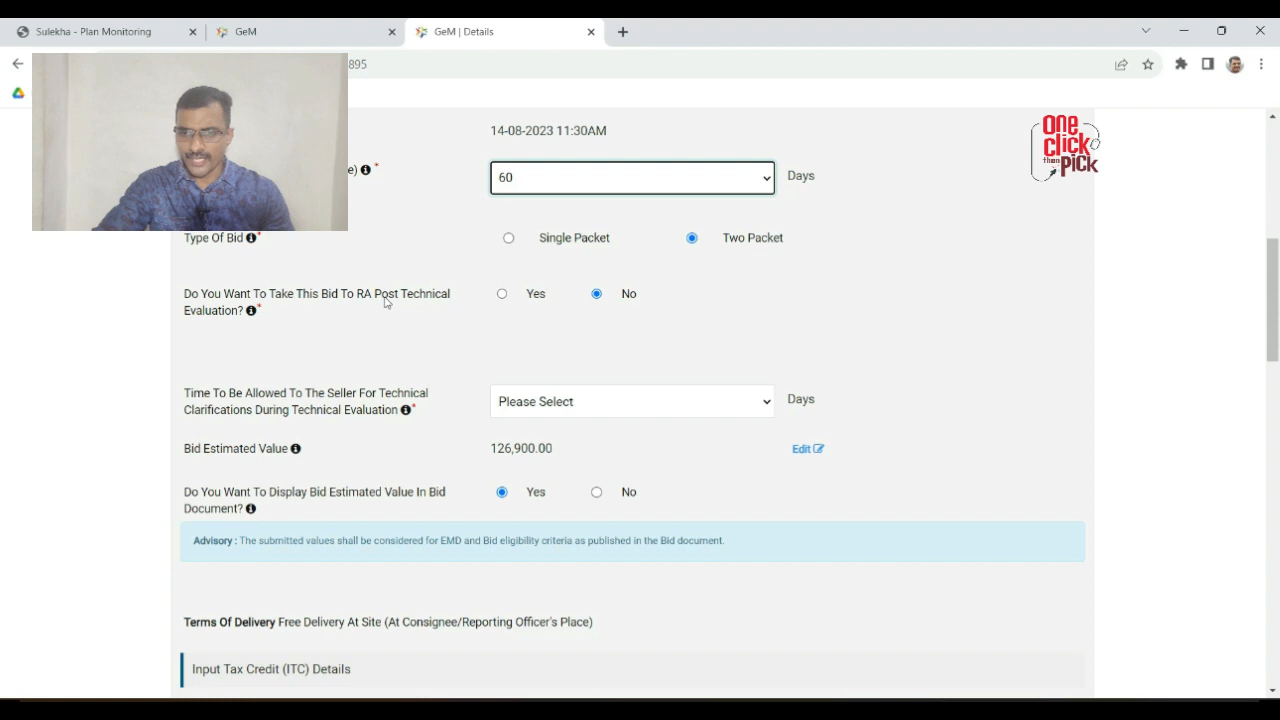 Sulekha - Plan Monitoring
GeM
GeM | Details
895
14-08-2023 11:30AM
e) *
60
Days
Type Of Bid *
Single Packet
Two Packet
Do You Want To Take This Bid To RA Post Technical
Evaluation? *
Yes
No
Time To Be Allowed To The Seller For Technical
Clarifications During Technical Evaluation *
Please Select
Days
Bid Estimated Value
126,900.00
Edit
Do You Want To Display Bid Estimated Value In Bid
Document?
Yes
No
Advisory : The submitted values shall be considered for EMD and Bid eligibility criteria as published in the Bid document.
Terms Of Delivery Free Delivery At Site (At Consignee/Reporting Officer's Place)
Input Tax Credit (ITC) Details
ONE
CLICK
then
PICK